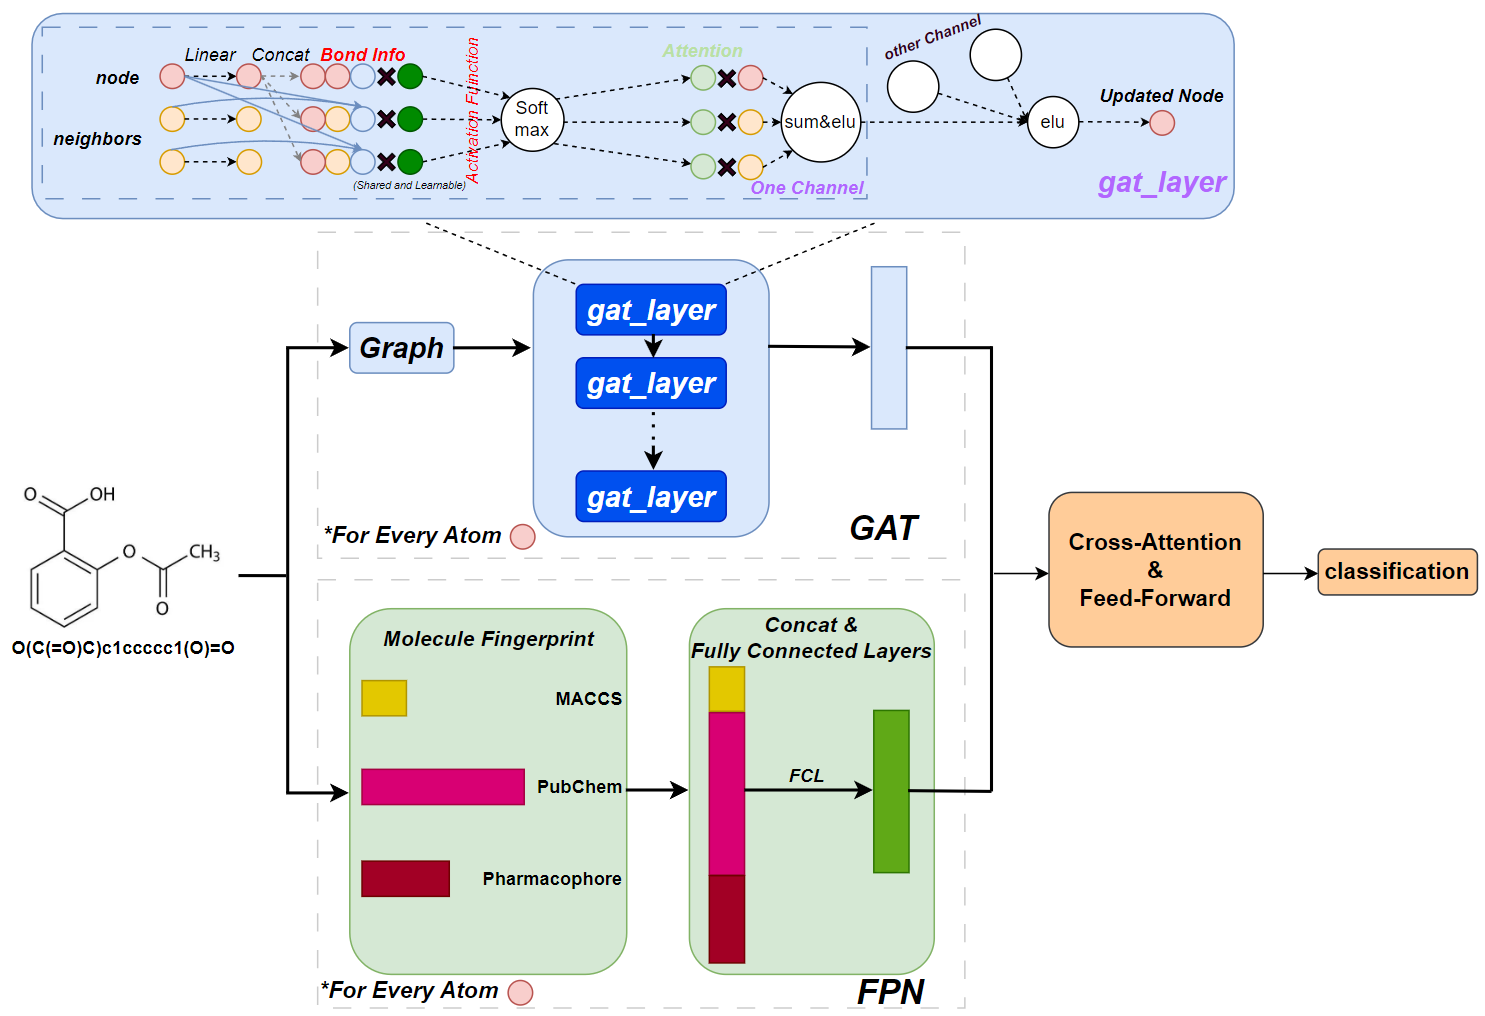 Linear Concat Bond Info
node
neighbors
(Shared and Learnable)
Activation Fuinction
Soft
max
Attention
sum&elu
One Channel
other Channel
elu
Updated Node
gat_layer
Graph
gat_layer
gat_layer
gat_layer
*For Every Atom
GAT
O
OH
O
CH3
O
O(C(=O)C)c1ccccc1(O)=O
Molecule Fingerprint
MACCS
PubChem
Pharmacophore
Concat &
Fully Connected Layers
FCL
*For Every Atom
FPN
Cross-Attention
&
Feed-Forward
classification